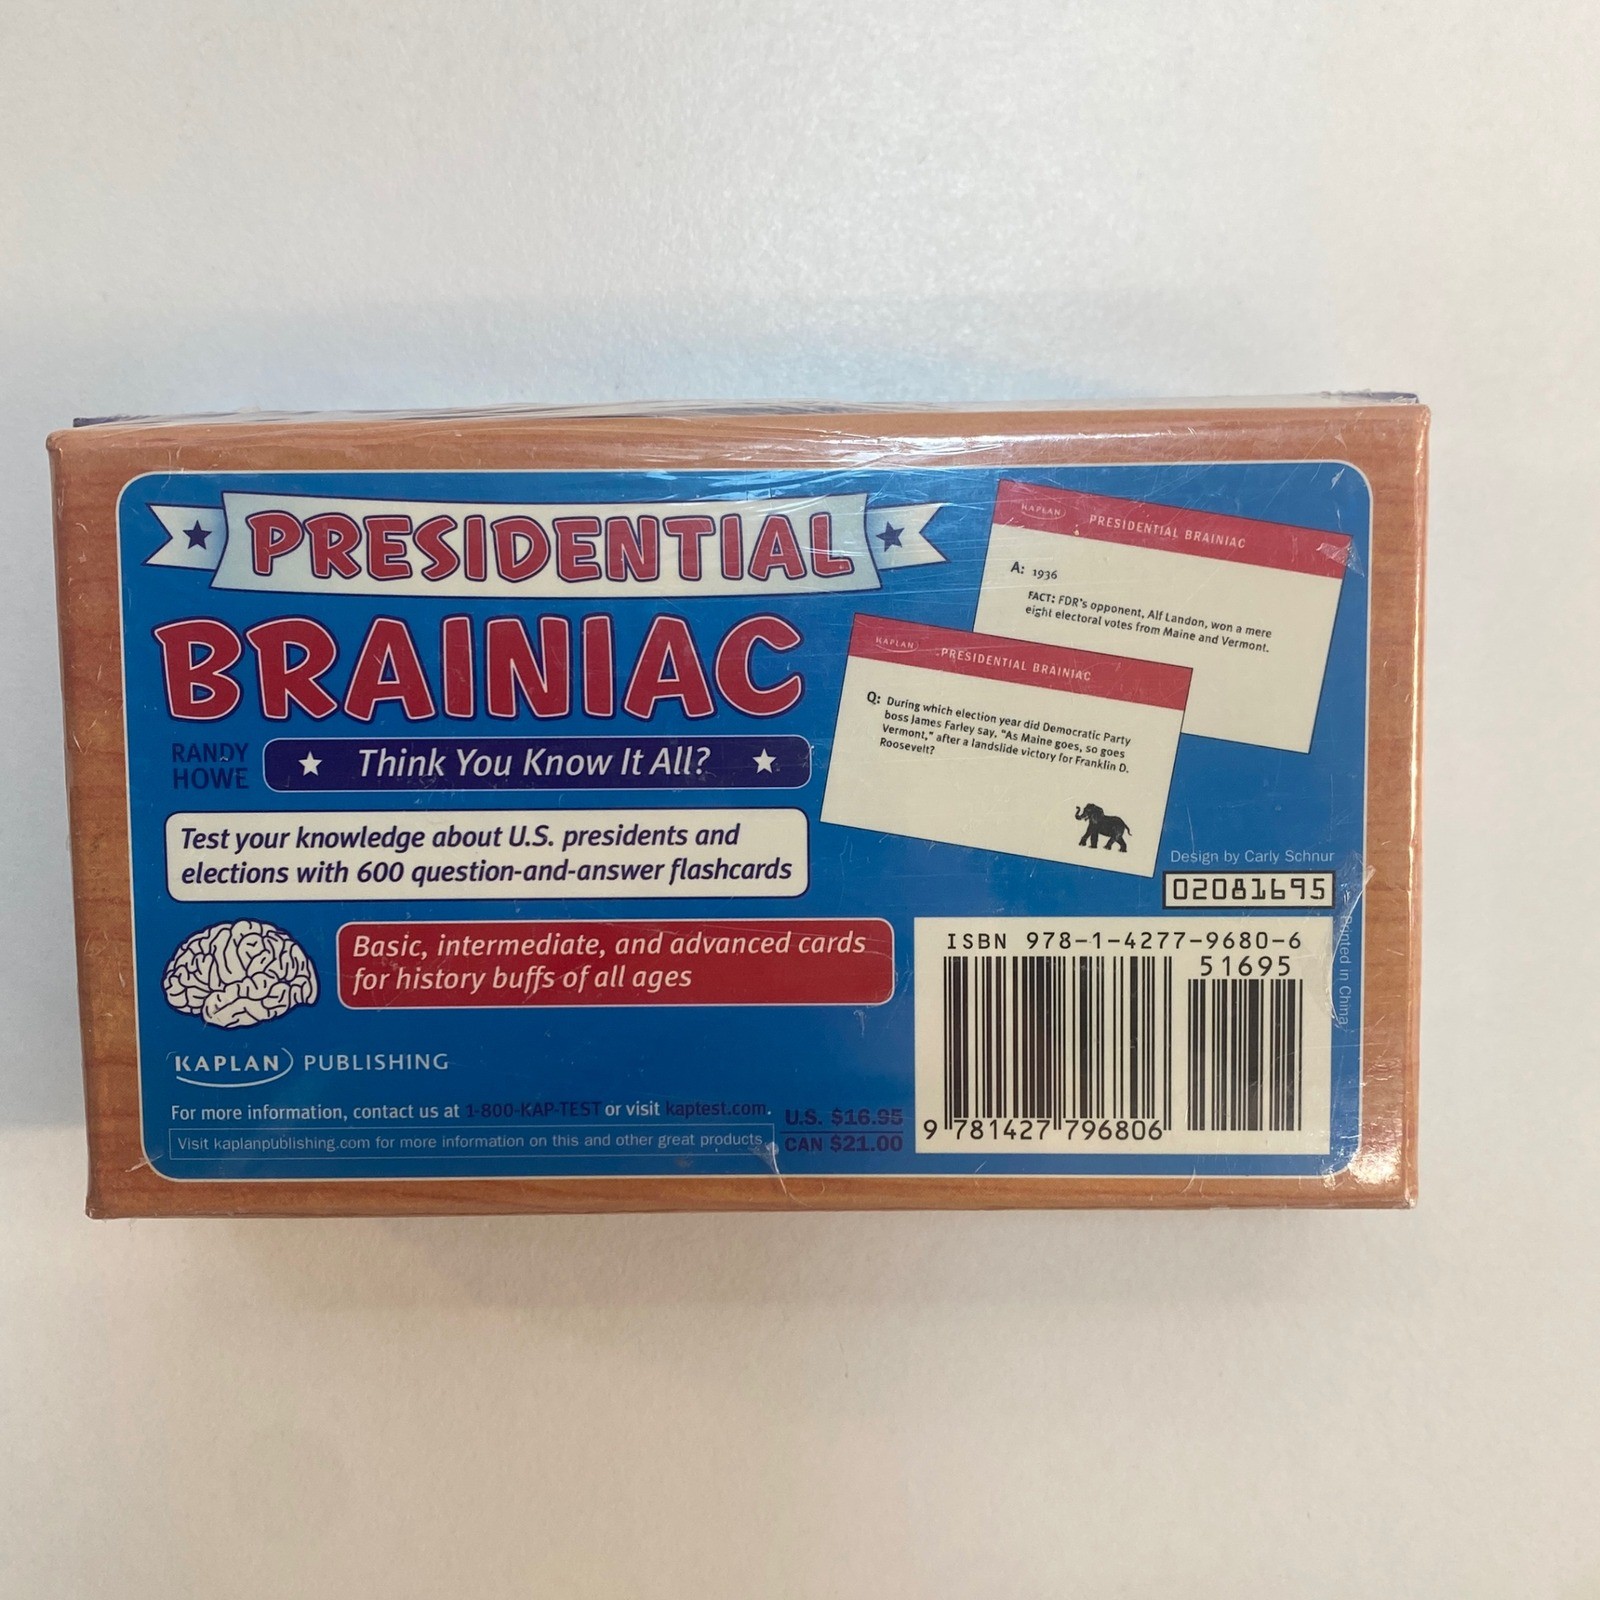 PRESIDENTIAL
BRAINIAC
RANDY
HOWE
Think You Know It All?
Test your knowledge about U.S. presidents and
elections with 600 question-and-answer flashcards
Basic, intermediate, and advanced cards
for history buffs of all ages
KAPLAN PUBLISHING
For more information, contact us at 1-800-KAP-TEST or visit kaptest.com.
Visit kaplanpublishing.com for more information on this and other great products.
U.S. $16.95
CAN $21.00
KAPLAN PRESIDENTIAL BRAINIAC
A: 1936
FACT: FDR's opponent, Alf Landon, won a mere
eight electoral votes from Maine and Vermont.
KAPLAN PRESIDENTIAL BRAINIAC
Q: During which election year did Democratic Party
boss James Farley say, "As Maine goes, so goes
Vermont," after a landslide victory for Franklin D.
Roosevelt?
Design by Carly Schnur
02081695
ISBN 978-1-4277-9680-6
51695
9 781427 796806
Printed in China